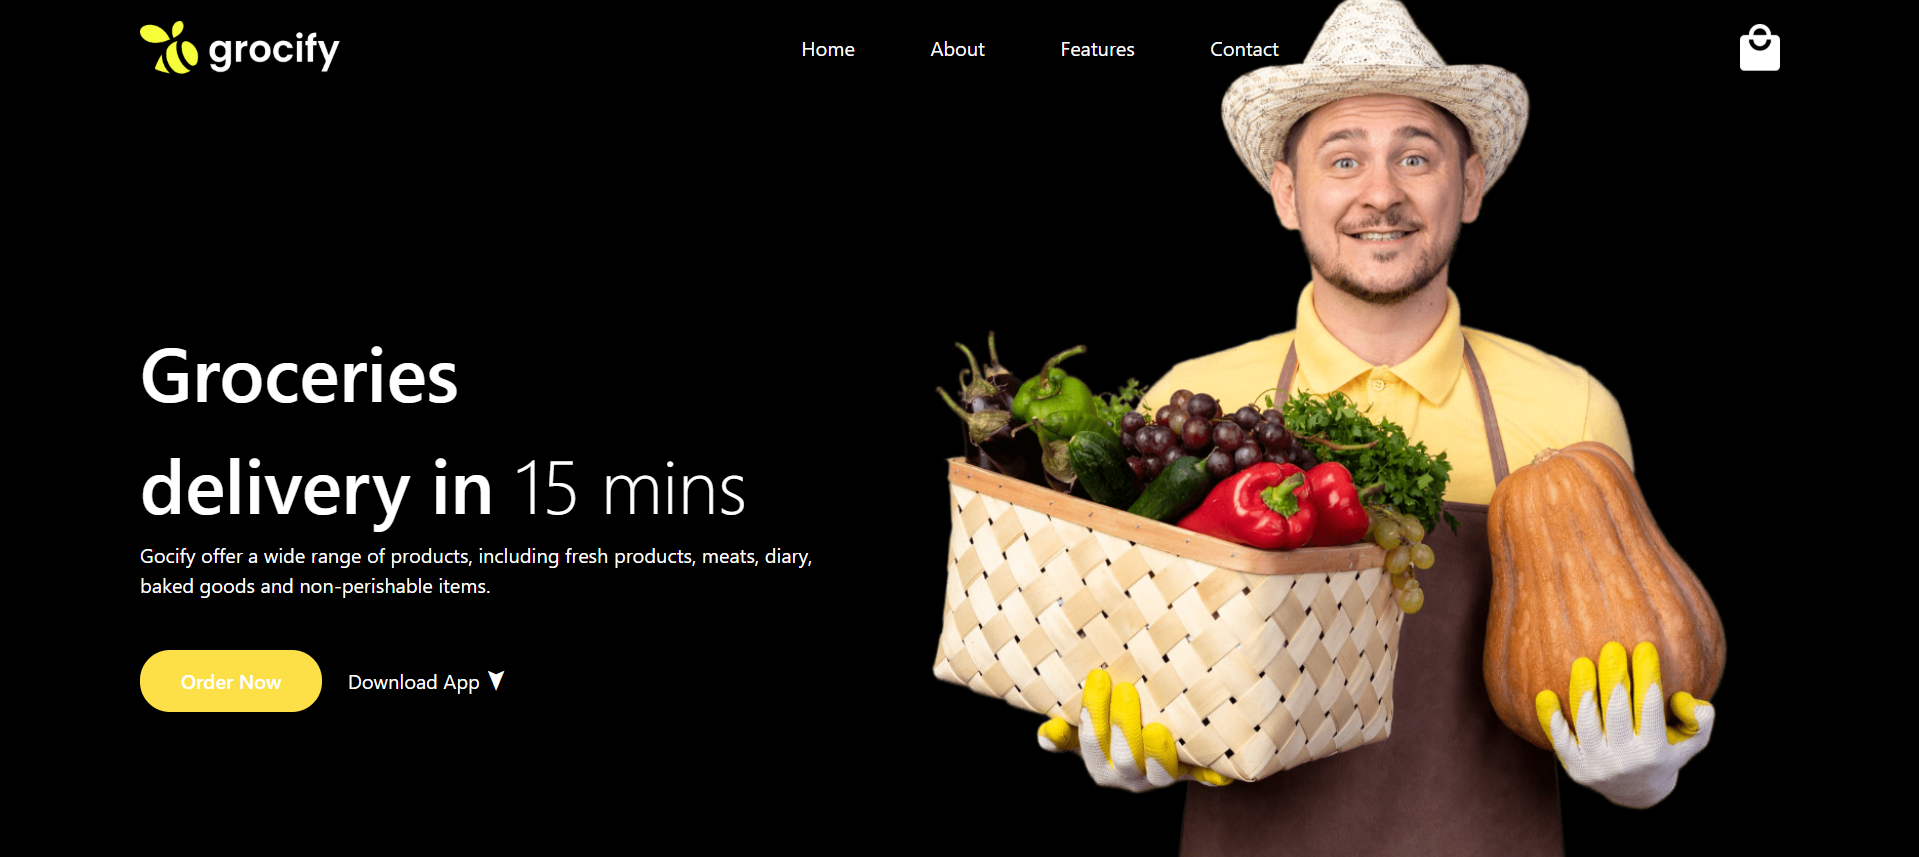 grocify
Home
About
Features
Contact
Groceries
delivery in 15 mins
Gocify offer a wide range of products, including fresh products, meats, diary,
baked goods and non-perishable items.
Order Now
Download App